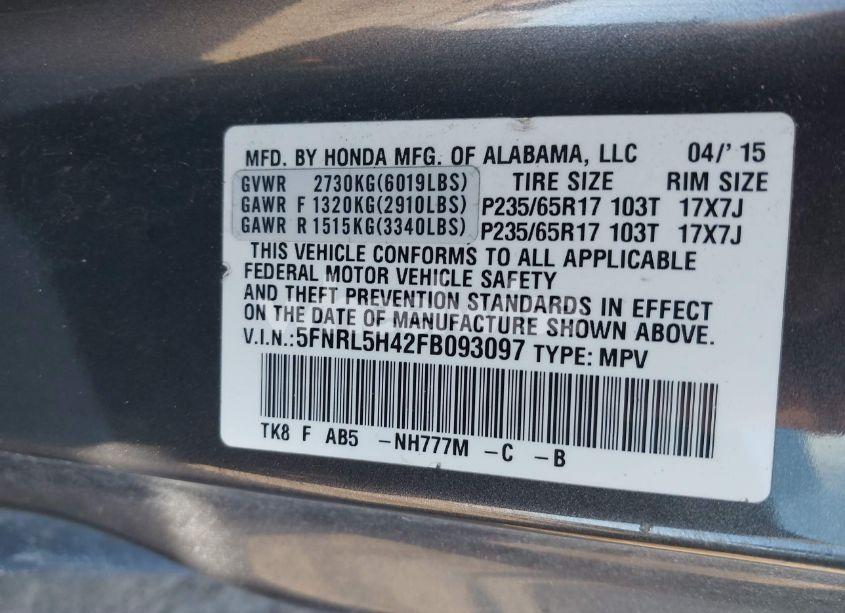 MFD. BY HONDA MFG. OF ALABAMA, LLC 04/' 15
GVWR 2730KG(6019LBS) TIRE SIZE RIM SIZE
GAWR F 1320KG(2910LBS) P235/65R17 103T 17X7J
GAWR R 1515KG(3340LBS) P235/65R17 103T 17X7J
THIS VEHICLE CONFORMS TO ALL APPLICABLE
FEDERAL MOTOR VEHICLE SAFETY
AND THEFT PREVENTION STANDARDS IN EFFECT
ON THE DATE OF MANUFACTURE SHOWN ABOVE.
V.I.N.:5FNRL5H42FB093097 TYPE: MPV
TK8 F AB5 -NH777M -C -B